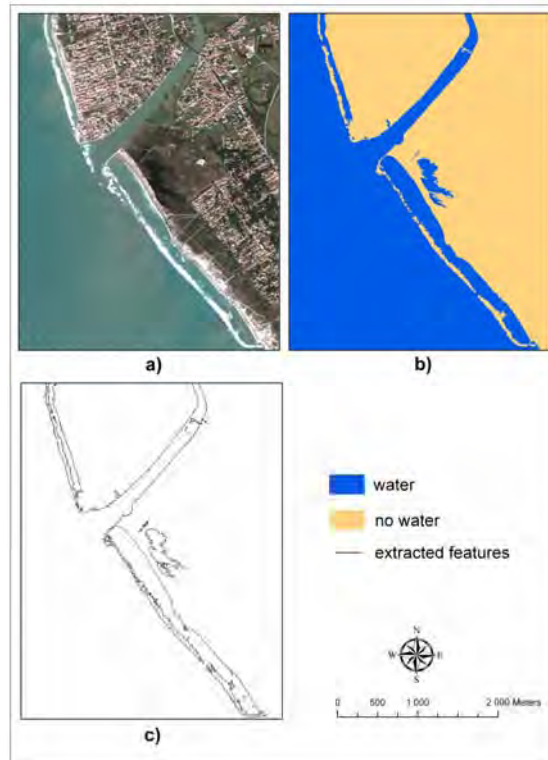 a)
b)
water
no water
extracted features
c)
N
W E
S
0 500 1 000 2 000 Meters